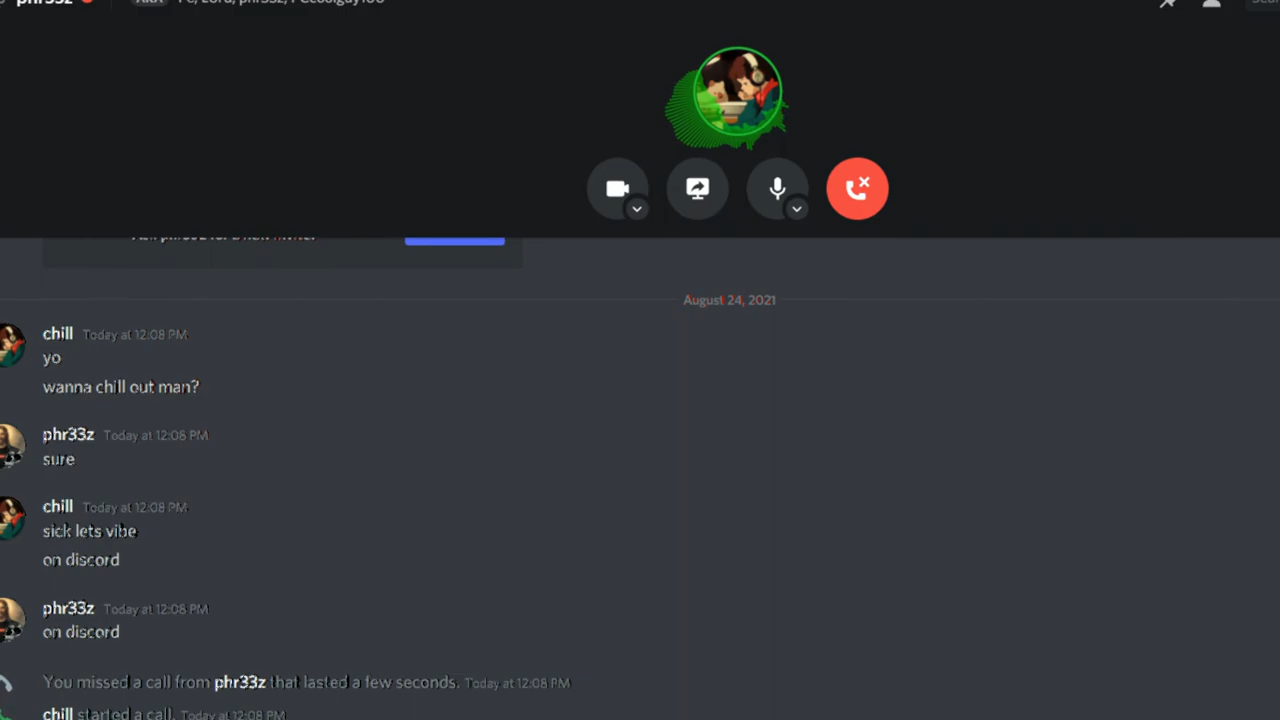 phr33z
AKA
August 24, 2021
chill Today at 12:08 PM
yo
wanna chill out man?
phr33z Today at 12:08 PM
sure
chill Today at 12:08 PM
sick lets vibe
on discord
phr33z Today at 12:08 PM
on discord
You missed a call from phr33z that lasted a few seconds. Today at 12:08 PM
chill started a call. Today at 12:08 PM